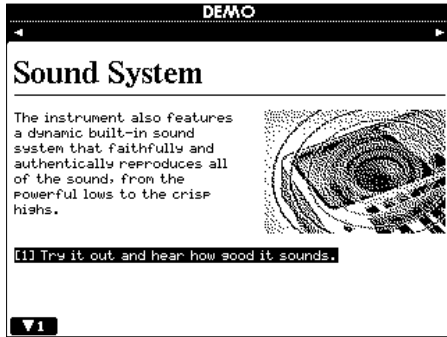 DEMO
Sound System
The instrument also features
a dynamic built-in sound
system that faithfully and
authentically reproduces all
of the sound, from the
powerful lows to the crisp
highs.
[1] Try it out and hear how good it sounds.
▼1